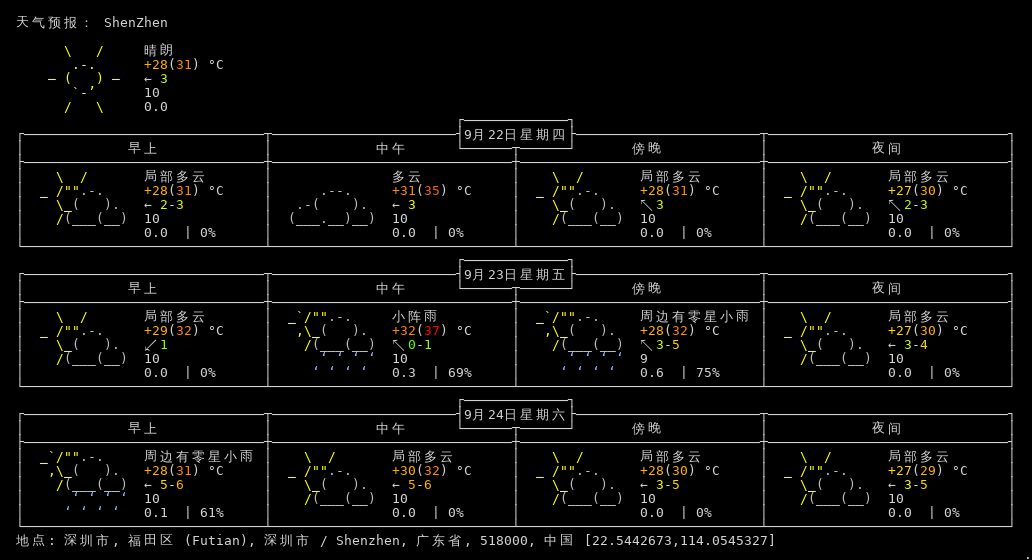 天气预报： ShenZhen
晴朗
+28(31) °C
← 3
10
0.0
9月22日星期四
早上 中午 傍晚 夜间
局部多云 多云 局部多云 局部多云
+28(31) °C +31(35) °C +28(31) °C +27(30) °C
← 2-3 ← 3 ↖ 3 ↖ 2-3
10 10 10 10
0.0 | 0% 0.0 | 0% 0.0 | 0% 0.0 | 0%
9月23日星期五
早上 中午 傍晚 夜间
局部多云 小阵雨 周边有零星小雨 局部多云
+29(32) °C +32(37) °C +28(32) °C +27(30) °C
↙ 1 ↖ 0-1 ↖ 3-5 ← 3-4
10 10 9 10
0.0 | 0% 0.3 | 69% 0.6 | 75% 0.0 | 0%
9月24日星期六
早上 中午 傍晚 夜间
周边有零星小雨 局部多云 局部多云 局部多云
+28(31) °C +30(32) °C +28(30) °C +27(29) °C
← 5-6 ← 5-6 ← 3-5 ← 3-5
10 10 10 10
0.1 | 61% 0.0 | 0% 0.0 | 0% 0.0 | 0%
地点: 深圳市, 福田区 (Futian), 深圳市 / Shenzhen, 广东省, 518000, 中国 [22.5442673,114.0545327]